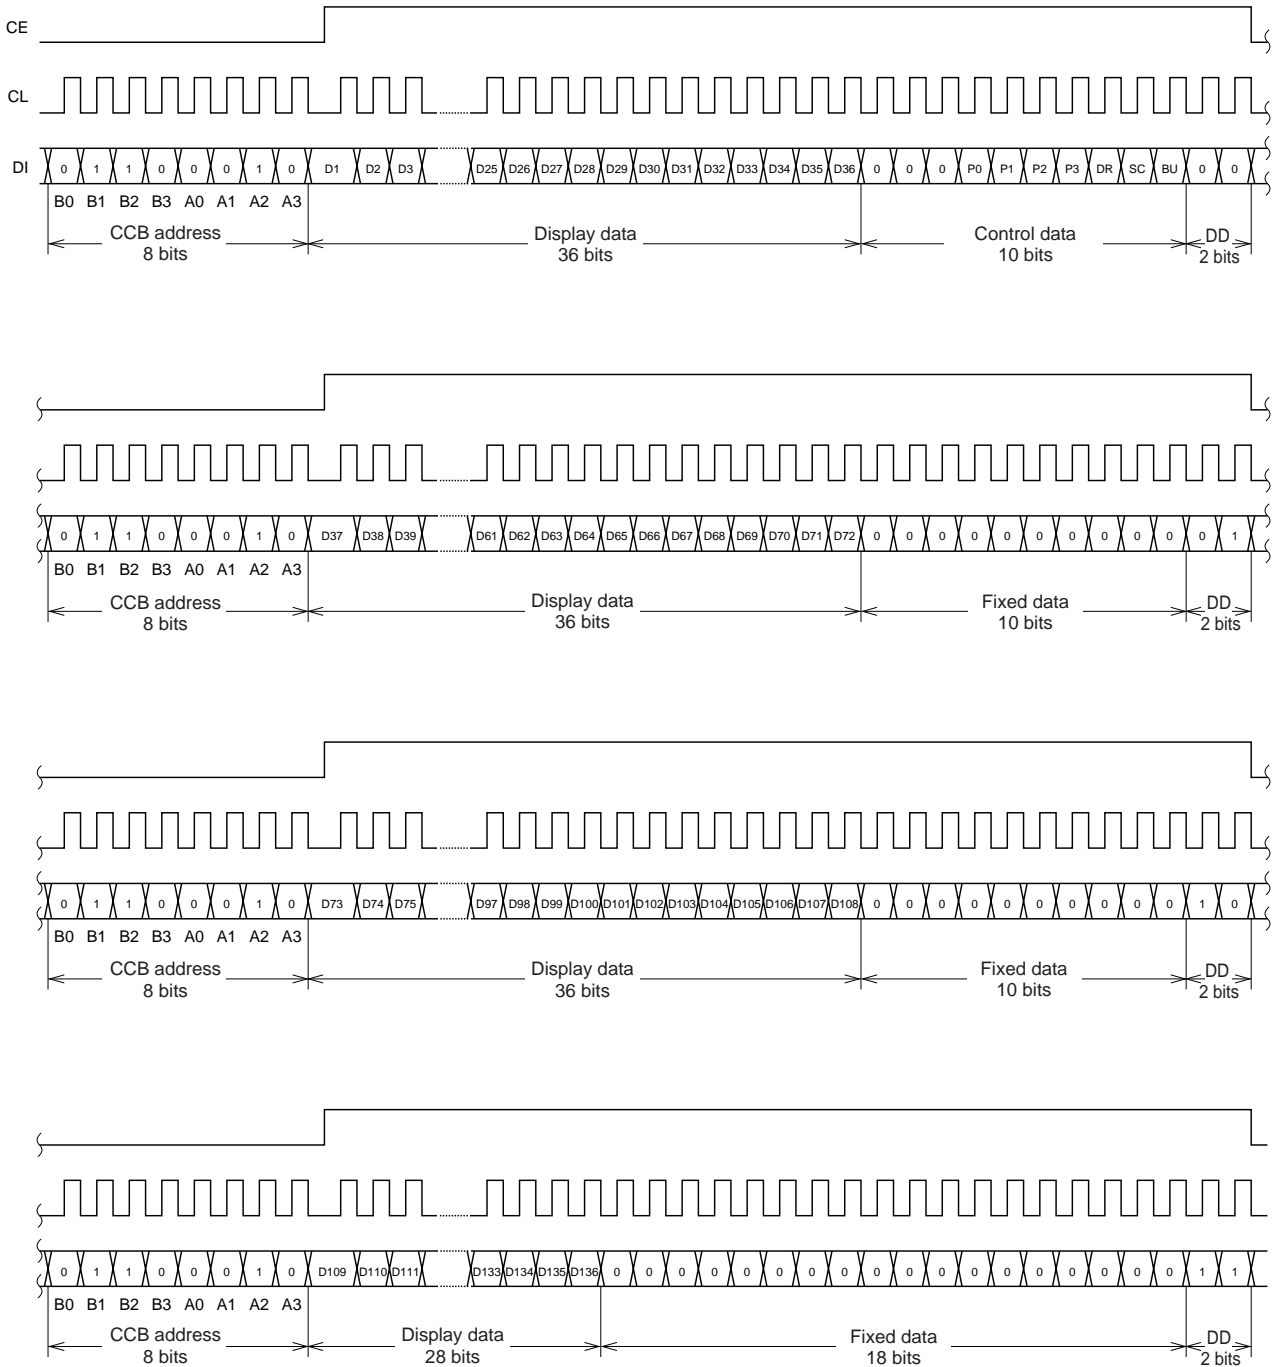 CE
CL
DI 0 1 1 0 0 0 1 0 D1 D2 D3 D25 D26 D27 D28 D29 D30 D31 D32 D33 D34 D35 D36 0 0 0 P0 P1 P2 P3 DR SC BU 0 0
B0 B1 B2 B3 A0 A1 A2 A3
CCB address Display data Control data DD
8 bits 36 bits 10 bits 2 bits
0 1 1 0 0 0 1 0 D37 D38 D39 D61 D62 D63 D64 D65 D66 D67 D68 D69 D70 D71 D72 0 0 0 0 0 0 0 0 0 0 0 1
B0 B1 B2 B3 A0 A1 A2 A3
CCB address Display data Fixed data DD
8 bits 36 bits 10 bits 2 bits
0 1 1 0 0 0 1 0 D73 D74 D75 D97 D98 D99 D100 D101 D102 D103 D104 D105 D106 D107 D108 0 0 0 0 0 0 0 0 0 0 1 0
B0 B1 B2 B3 A0 A1 A2 A3
CCB address Display data Fixed data DD
8 bits 36 bits 10 bits 2 bits
0 1 1 0 0 0 1 0 D109 D110 D111 D133 D134 D135 D136 0 0 0 0 0 0 0 0 0 0 0 0 0 0 0 0 0 0 1 1
B0 B1 B2 B3 A0 A1 A2 A3
CCB address Display data Fixed data DD
8 bits 28 bits 18 bits 2 bits